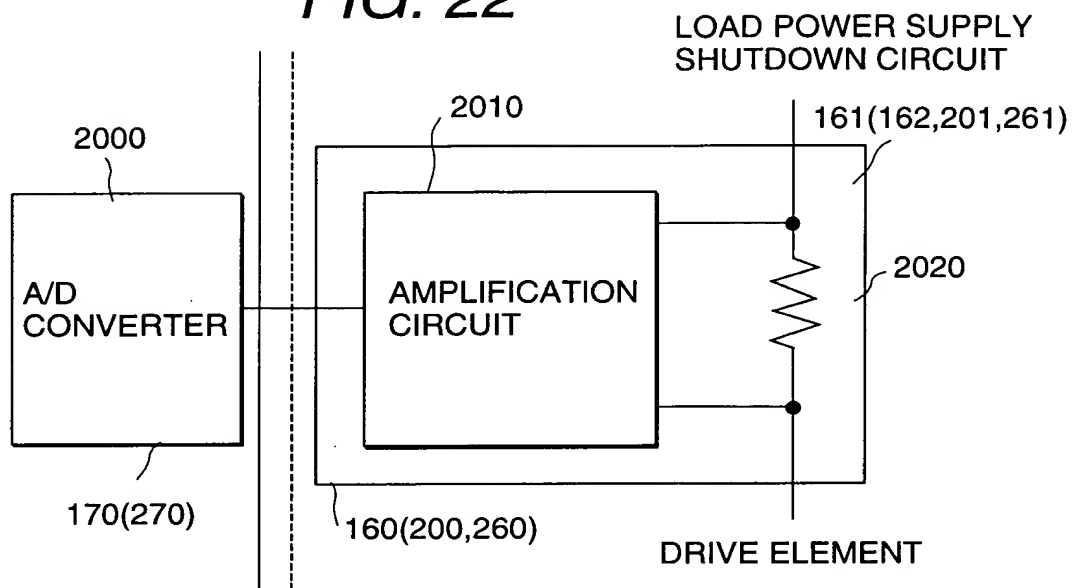 FIG. 22
LOAD POWER SUPPLY
SHUTDOWN CIRCUIT
2010
161(162,201,261)
2000
2020
A/D
CONVERTER
AMPLIFICATION
CIRCUIT
170(270)
160(200,260)
DRIVE ELEMENT